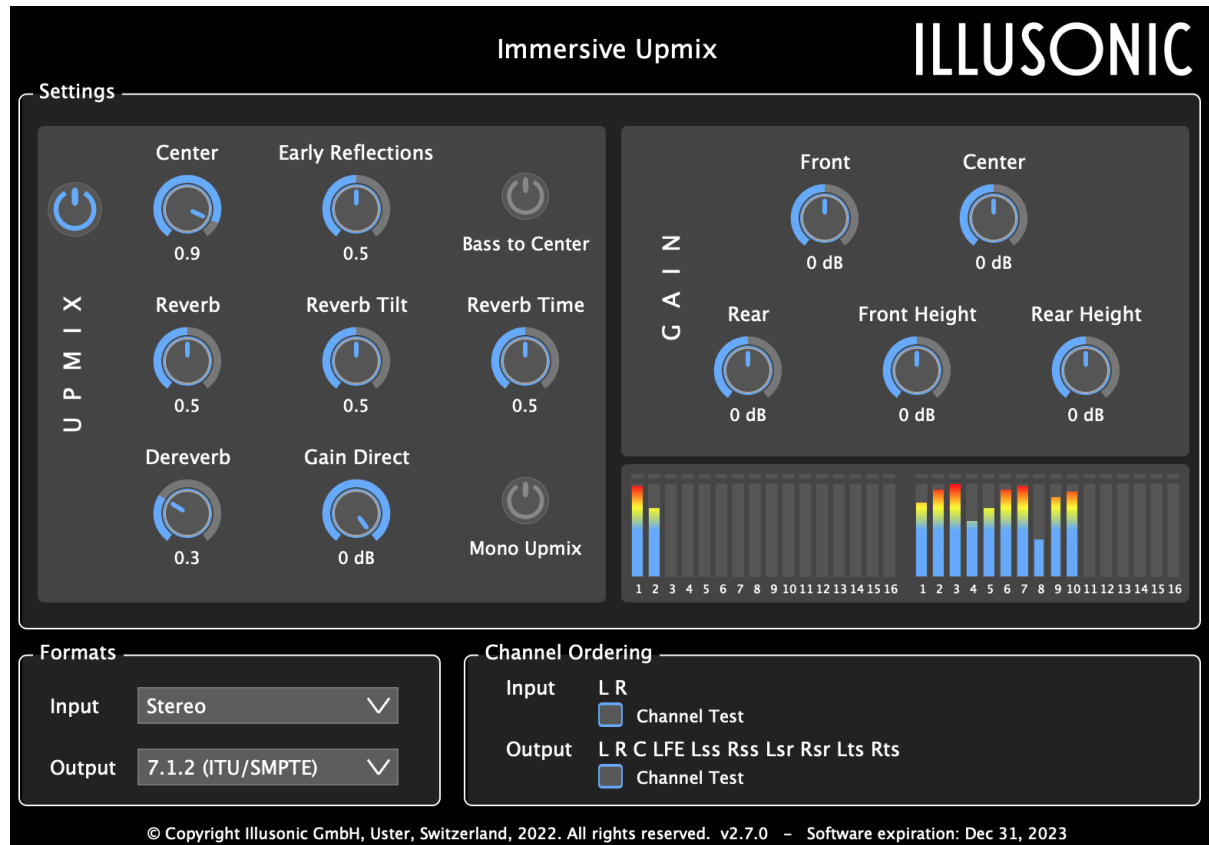 Immersive Upmix
ILLUSONIC
Settings
UPMIX
Center
Early Reflections
0.9
0.5
Bass to Center
Reverb
Reverb Tilt
Reverb Time
0.5
0.5
0.5
Dereverb
Gain Direct
0.3
0 dB
Mono Upmix
GAIN
Front
Center
0 dB
0 dB
Rear
Front Height
Rear Height
0 dB
0 dB
0 dB
1 2 3 4 5 6 7 8 9 10 11 12 13 14 15 16
1 2 3 4 5 6 7 8 9 10 11 12 13 14 15 16
Formats
Input
Stereo
Output
7.1.2 (ITU/SMPTE)
Channel Ordering
Input L R
Channel Test
Output L R C LFE Lss Rss Lsr Rsr Lts Rts
Channel Test
© Copyright Illusonic GmbH, Uster, Switzerland, 2022. All rights reserved. v2.7.0 – Software expiration: Dec 31, 2023